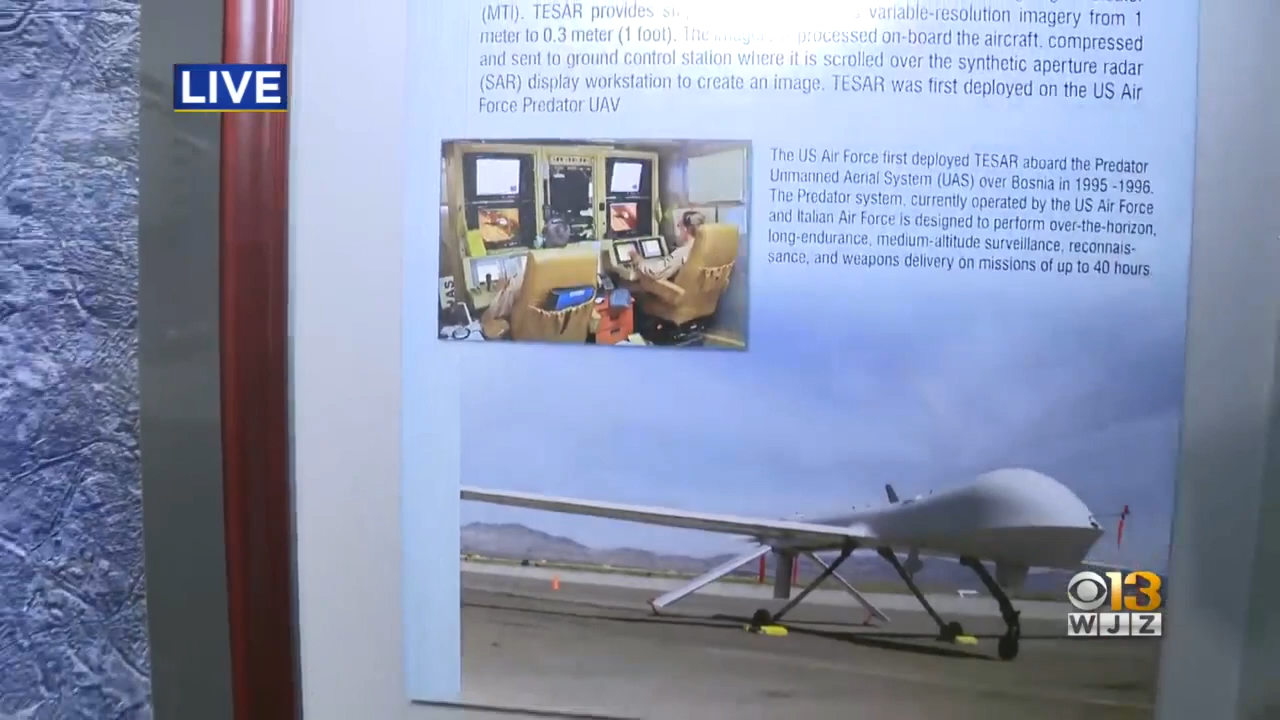 (MTI). TESAR provides variable-resolution imagery from 1
meter to 0.3 meter (1 foot). The processed on-board the aircraft, compressed
and sent to ground control station where it is scrolled over the synthetic aperture radar
(SAR) display workstation to create an image. TESAR was first deployed on the US Air
Force Predator UAV
LIVE
The US Air Force first deployed TESAR aboard the Predator
Unmanned Aerial System (UAS) over Bosnia in 1995 -1996.
The Predator system, currently operated by the US Air Force
and Italian Air Force is designed to perform over-the-horizon,
long-endurance, medium-altitude surveillance, reconnais-
sance, and weapons delivery on missions of up to 40 hours.
13
WJZ